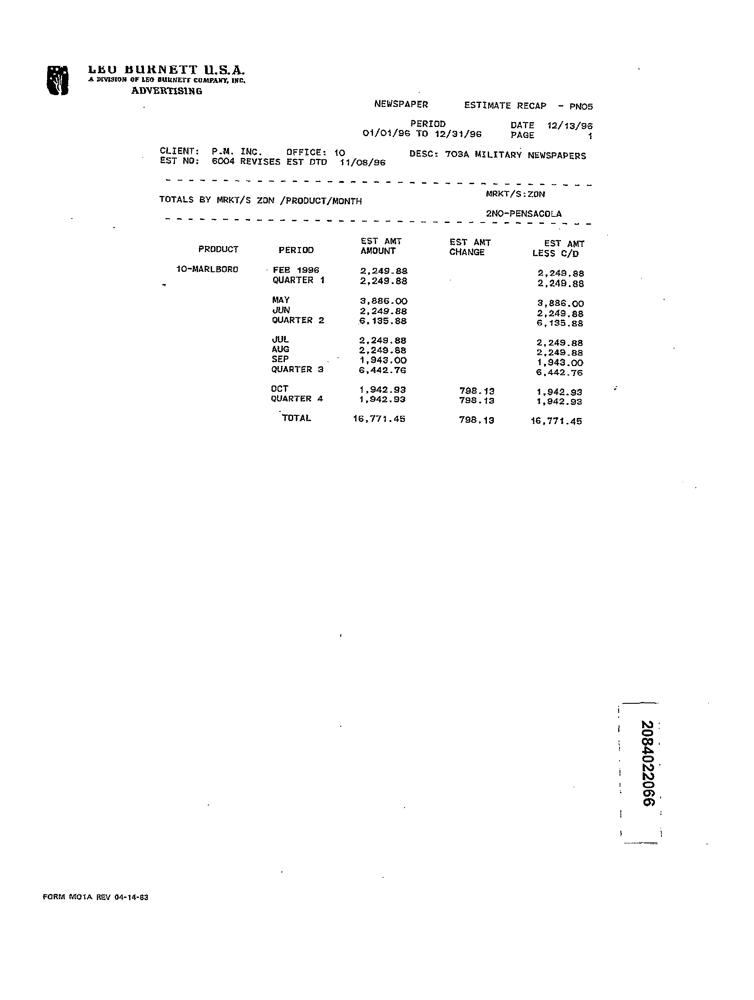 LEO BURNETT U.S.A.
A DIVISION OF LEO BURNETT COMPANY, INC.
ADVERTISING
NEWSPAPER ESTIMATE RECAP - PN05
PERIOD DATE 12/13/96
01/01/96 TO 12/31/96 PAGE 1
CLIENT: P.M. INC. OFFICE: 10 DESC: 703A MILITARY NEWSPAPERS
EST NO: 6004 REVISES EST DTD 11/08/96
MRKT/S:ZON
TOTALS BY MRKT/S ZON /PRODUCT/MONTH
2NO-PENSACOLA
EST AMT EST AMT EST AMT
PRODUCT PERIOD AMOUNT CHANGE LESS C/D
10-MARLBORO FEB 1996 2,249.88 2,249.88
QUARTER 1 2,249.88 2,249.88
MAY 3,886.00 3,886.00
JUN 2,249.88 2,249.88
QUARTER 2 6,135.88 6,135.88
JUL 2,249.88 2,249.88
AUG 2,249.88 2,249.88
SEP 1,943.00 1,943.00
QUARTER 3 6,442.76 6,442.76
OCT 1,942.93 798.13 1,942.93
QUARTER 4 1,942.93 798.13 1,942.93
TOTAL 16,771.45 798.13 16,771.45
2084022066
FORM M01A REV 04-14-83